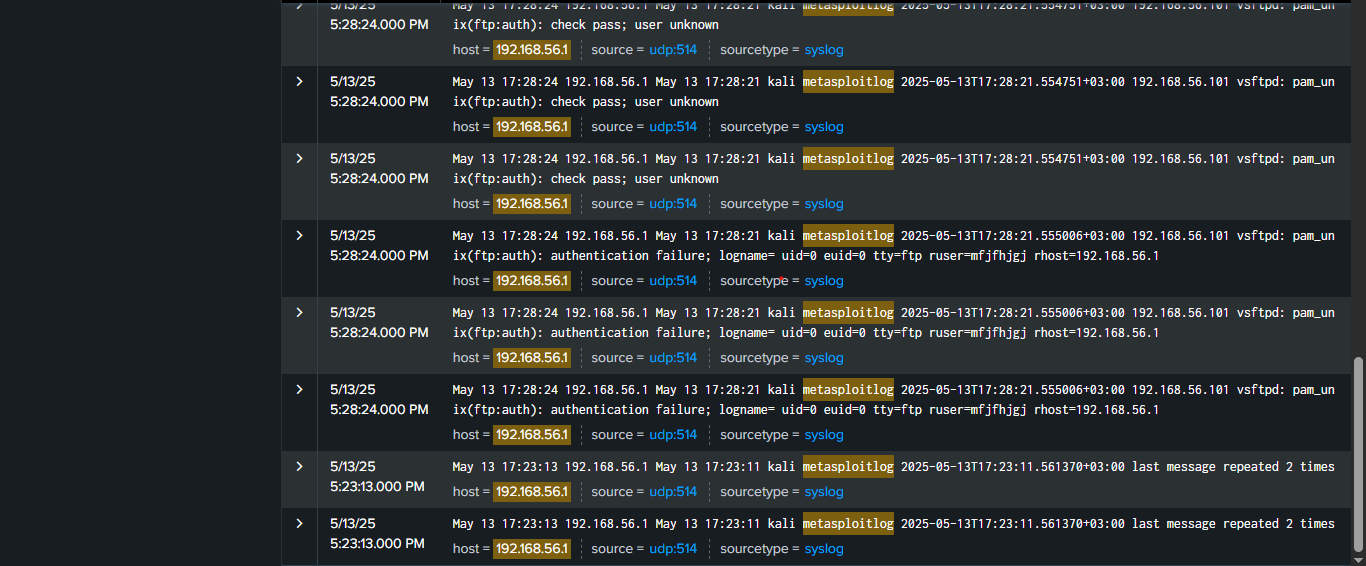 5/13/25 May 13 17:28:24 192.168.56.1 May 13 17:28:21 kali metasploitlog 2025-05-13T17:28:21.554751+03:00 192.168.56.101 vsftpd: pam_un
5:28:24.000 PM ix(ftp:auth): check pass; user unknown
host = 192.168.56.1 source = udp:514 sourcetype = syslog
5/13/25 May 13 17:28:24 192.168.56.1 May 13 17:28:21 kali metasploitlog 2025-05-13T17:28:21.554751+03:00 192.168.56.101 vsftpd: pam_un
5:28:24.000 PM ix(ftp:auth): check pass; user unknown
host = 192.168.56.1 source = udp:514 sourcetype = syslog
5/13/25 May 13 17:28:24 192.168.56.1 May 13 17:28:21 kali metasploitlog 2025-05-13T17:28:21.554751+03:00 192.168.56.101 vsftpd: pam_un
5:28:24.000 PM ix(ftp:auth): check pass; user unknown
host = 192.168.56.1 source = udp:514 sourcetype = syslog
5/13/25 May 13 17:28:24 192.168.56.1 May 13 17:28:21 kali metasploitlog 2025-05-13T17:28:21.555006+03:00 192.168.56.101 vsftpd: pam_un
5:28:24.000 PM ix(ftp:auth): authentication failure; logname= uid=0 euid=0 tty=ftp ruser=mfjfhjgj rhost=192.168.56.1
host = 192.168.56.1 source = udp:514 sourcetype = syslog
5/13/25 May 13 17:28:24 192.168.56.1 May 13 17:28:21 kali metasploitlog 2025-05-13T17:28:21.555006+03:00 192.168.56.101 vsftpd: pam_un
5:28:24.000 PM ix(ftp:auth): authentication failure; logname= uid=0 euid=0 tty=ftp ruser=mfjfhjgj rhost=192.168.56.1
host = 192.168.56.1 source = udp:514 sourcetype = syslog
5/13/25 May 13 17:28:24 192.168.56.1 May 13 17:28:21 kali metasploitlog 2025-05-13T17:28:21.555006+03:00 192.168.56.101 vsftpd: pam_un
5:28:24.000 PM ix(ftp:auth): authentication failure; logname= uid=0 euid=0 tty=ftp ruser=mfjfhjgj rhost=192.168.56.1
host = 192.168.56.1 source = udp:514 sourcetype = syslog
5/13/25 May 13 17:23:13 192.168.56.1 May 13 17:23:11 kali metasploitlog 2025-05-13T17:23:11.561370+03:00 last message repeated 2 times
5:23:13.000 PM host = 192.168.56.1 source = udp:514 sourcetype = syslog
5/13/25 May 13 17:23:13 192.168.56.1 May 13 17:23:11 kali metasploitlog 2025-05-13T17:23:11.561370+03:00 last message repeated 2 times
5:23:13.000 PM host = 192.168.56.1 source = udp:514 sourcetype = syslog